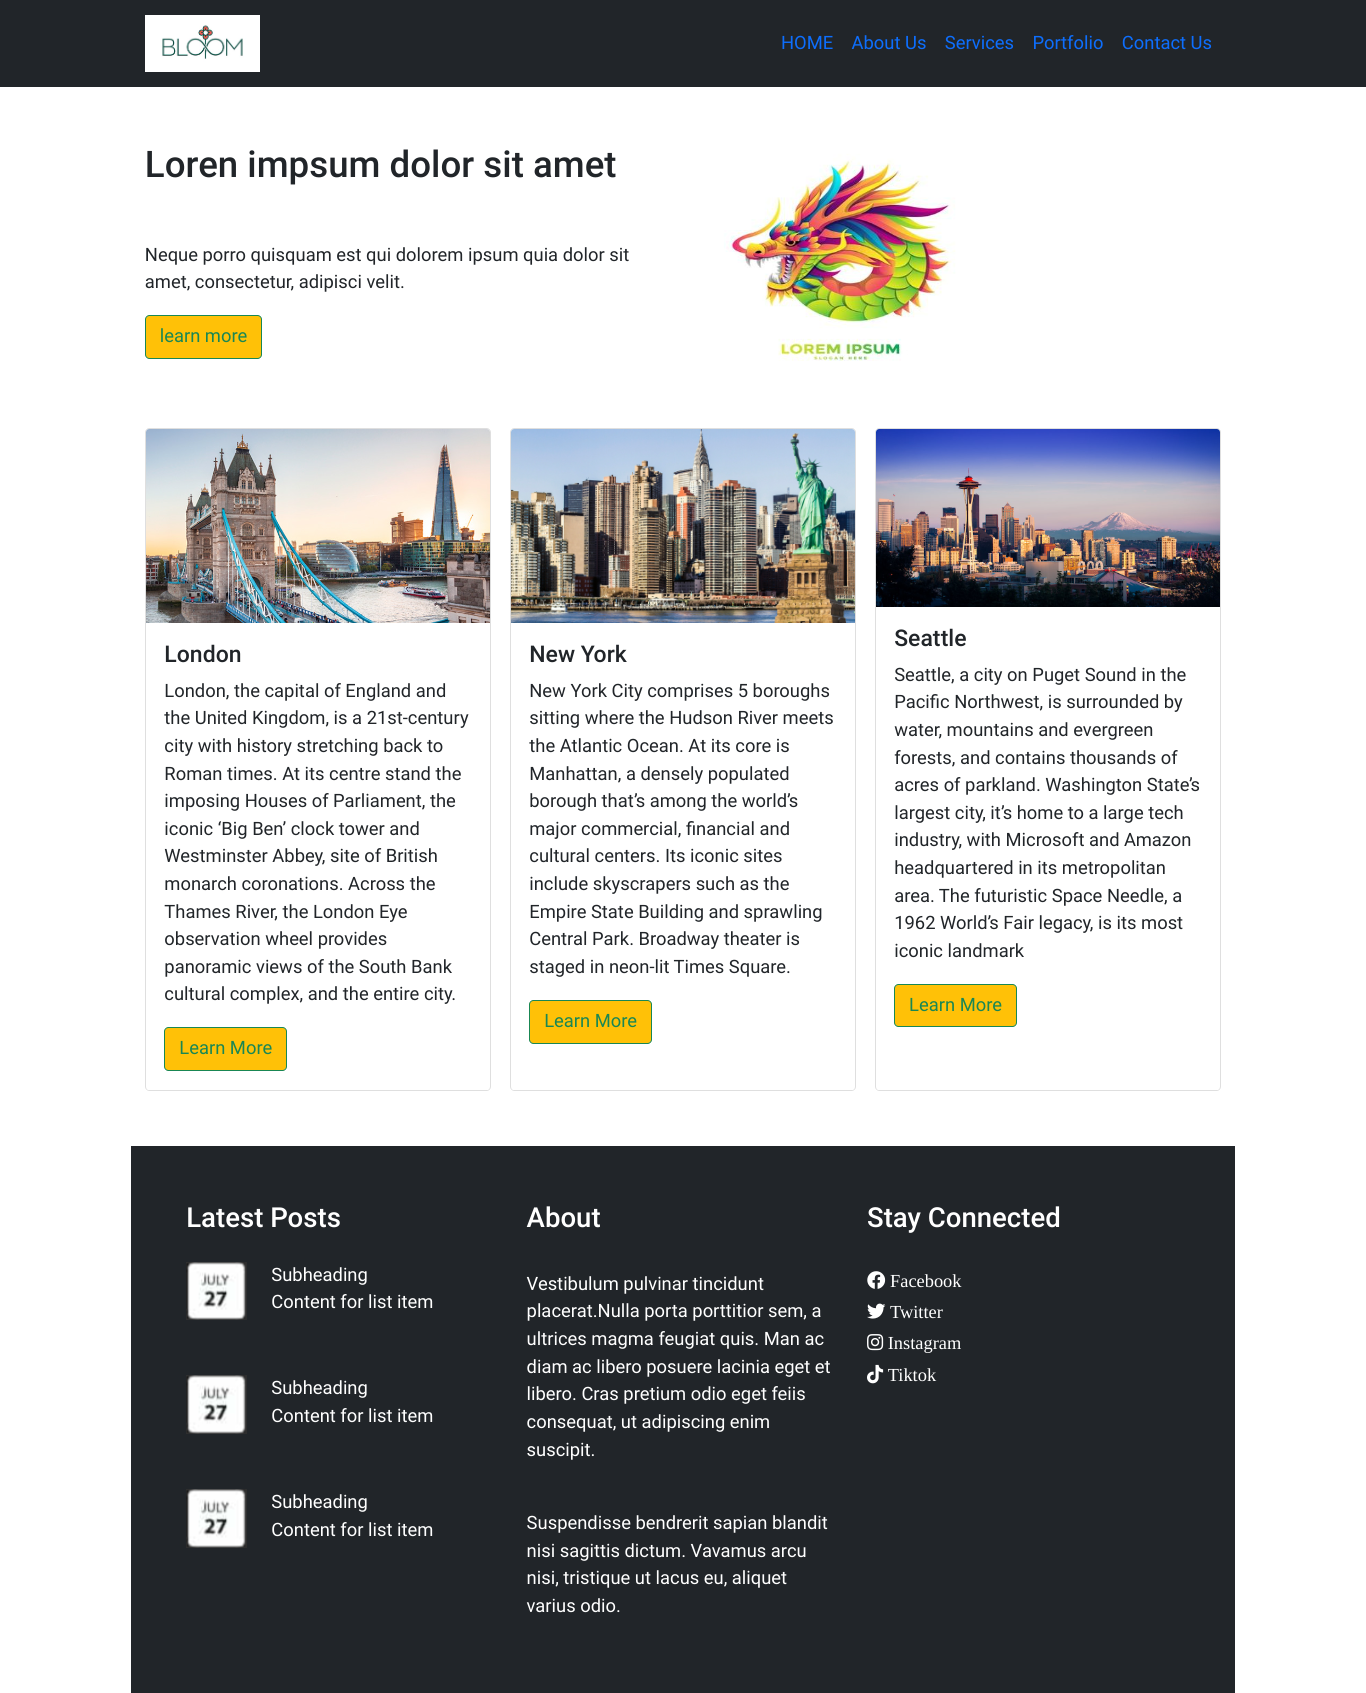 BLOOM
HOME About Us Services Portfolio Contact Us
Loren impsum dolor sit amet
Neque porro quisquam est qui dolorem ipsum quia dolor sit
amet, consectetur, adipisci velit.
learn more
LOREM IPSUM
SLOGAN HERE
London
London, the capital of England and
the United Kingdom, is a 21st-century
city with history stretching back to
Roman times. At its centre stand the
imposing Houses of Parliament, the
iconic ‘Big Ben’ clock tower and
Westminster Abbey, site of British
monarch coronations. Across the
Thames River, the London Eye
observation wheel provides
panoramic views of the South Bank
cultural complex, and the entire city.
Learn More
New York
New York City comprises 5 boroughs
sitting where the Hudson River meets
the Atlantic Ocean. At its core is
Manhattan, a densely populated
borough that’s among the world’s
major commercial, financial and
cultural centers. Its iconic sites
include skyscrapers such as the
Empire State Building and sprawling
Central Park. Broadway theater is
staged in neon-lit Times Square.
Learn More
Seattle
Seattle, a city on Puget Sound in the
Pacific Northwest, is surrounded by
water, mountains and evergreen
forests, and contains thousands of
acres of parkland. Washington State’s
largest city, it’s home to a large tech
industry, with Microsoft and Amazon
headquartered in its metropolitan
area. The futuristic Space Needle, a
1962 World’s Fair legacy, is its most
iconic landmark
Learn More
Latest Posts
JULY
27
Subheading
Content for list item
JULY
27
Subheading
Content for list item
JULY
27
Subheading
Content for list item
About
Vestibulum pulvinar tincidunt
placerat.Nulla porta porttitior sem, a
ultrices magma feugiat quis. Man ac
diam ac libero posuere lacinia eget et
libero. Cras pretium odio eget feiis
consequat, ut adipiscing enim
suscipit.
Suspendisse bendrerit sapian blandit
nisi sagittis dictum. Vavamus arcu
nisi, tristique ut lacus eu, aliquet
varius odio.
Stay Connected
Facebook
Twitter
Instagram
Tiktok